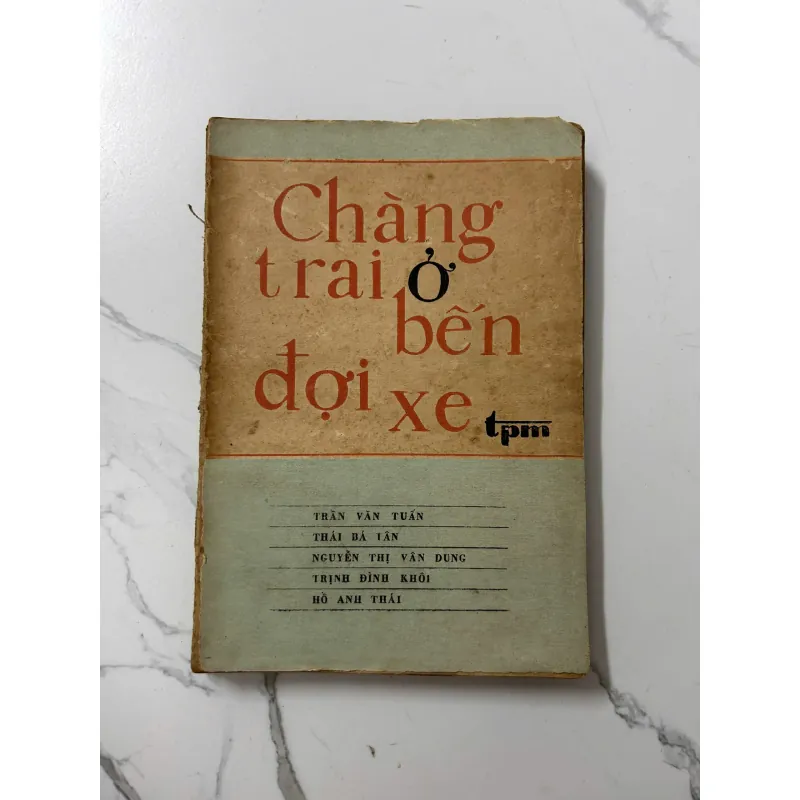 Chàng
trai ở
bến
đợi xe
tpm
TRẦN VĂN TUẤN
THÁI BÁ TÂN
NGUYỄN THỊ VÂN DUNG
TRỊNH ĐÌNH KHÔI
HỒ ANH THÁI